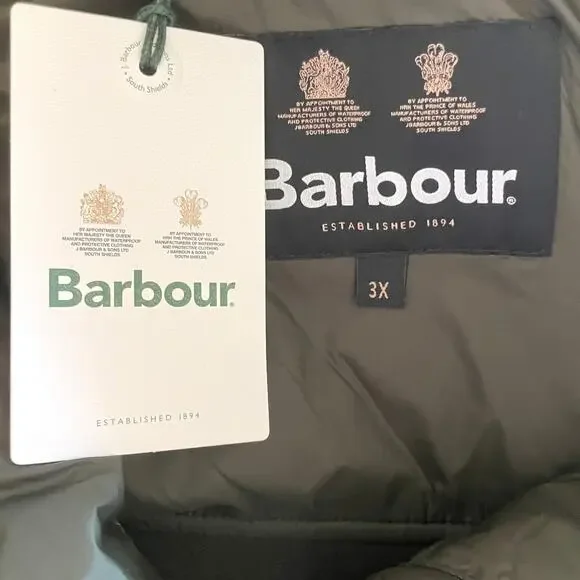 Barbour
Sons Ltd
South Shields
BY APPOINTMENT TO
HER MAJESTY THE QUEEN
MANUFACTURERS OF WATERPROOF
AND PROTECTIVE CLOTHING
J BARBOUR & SONS LTD
SOUTH SHIELDS
BY APPOINTMENT TO
HRH THE PRINCE OF WALES
MANUFACTURERS OF WATERPROOF
AND PROTECTIVE CLOTHING
J BARBOUR & SONS LTD
SOUTH SHIELDS
Barbour®
ESTABLISHED 1894
BY APPOINTMENT TO
HER MAJESTY THE QUEEN
MANUFACTURERS OF WATERPROOF
AND PROTECTIVE CLOTHING
J BARBOUR & SONS LTD
SOUTH SHIELDS
BY APPOINTMENT TO
HRH THE PRINCE OF WALES
MANUFACTURERS OF WATERPROOF
AND PROTECTIVE CLOTHING
J BARBOUR & SONS LTD
SOUTH SHIELDS
Barbour®
ESTABLISHED 1894
3X